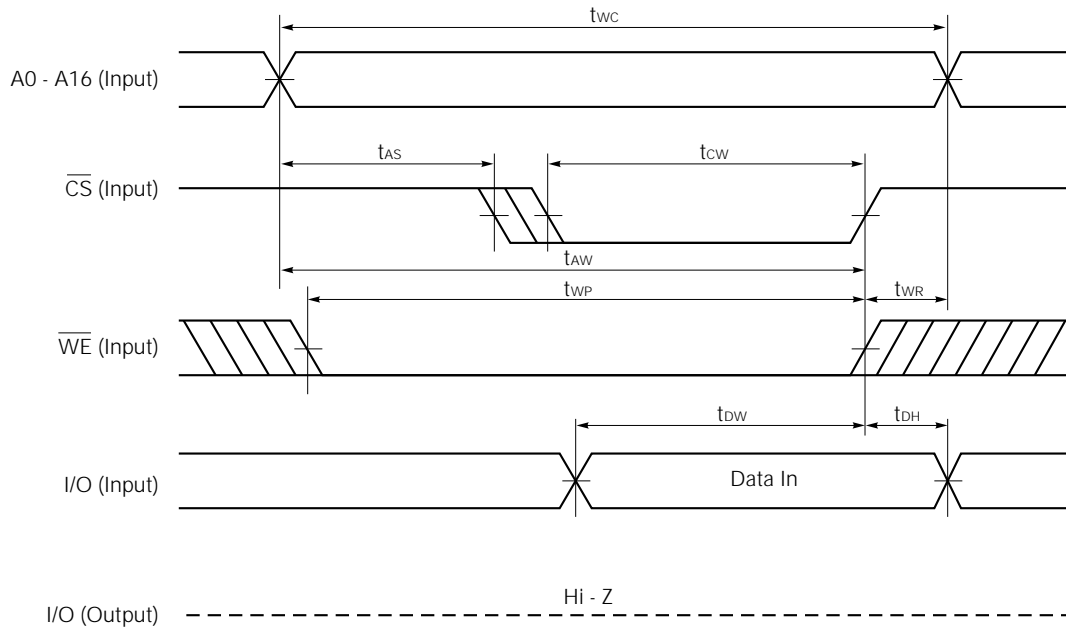 tWC
A0 - A16 (Input)
tAS
tCW
CS (Input)
tAW
tWP
tWR
WE (Input)
tDW
tDH
I/O (Input)
Data In
Hi - Z
I/O (Output)